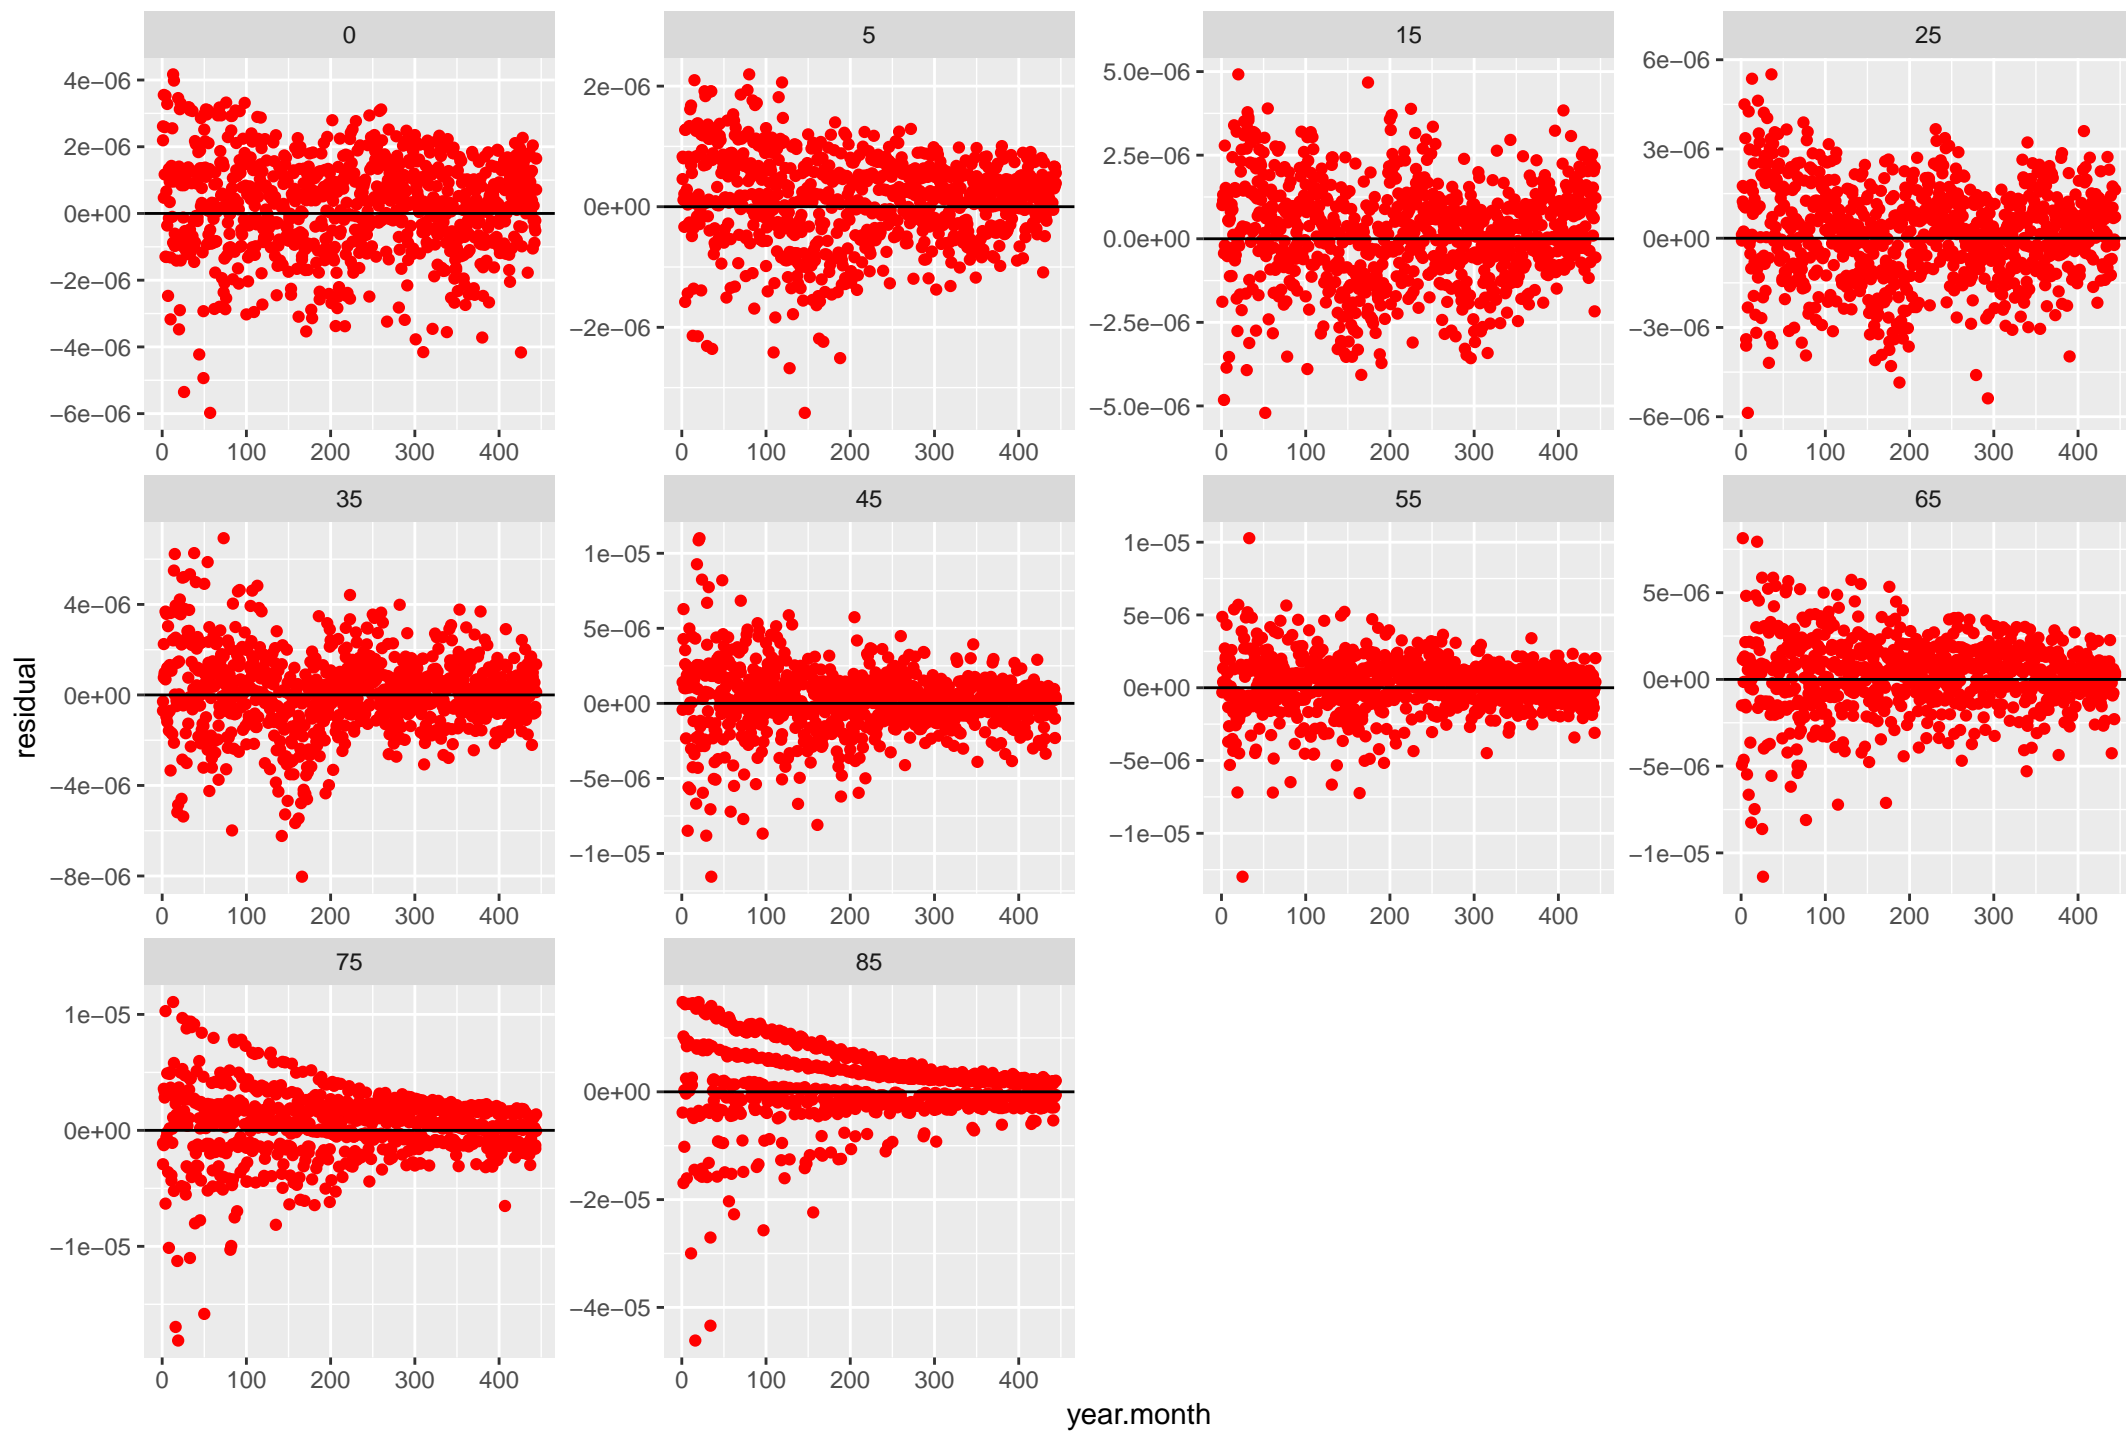 0 5 15 25
4e−06
2e−06
0e+00
−2e−06
−4e−06
−6e−06
2e−06
0e+00
−2e−06
5.0e−06
2.5e−06
0.0e+00
−2.5e−06
−5.0e−06
6e−06
3e−06
0e+00
−3e−06
−6e−06
0 100 200 300 400 0 100 200 300 400 0 100 200 300 400 0 100 200 300 400
35 45 55 65
4e−06
0e+00
−4e−06
−8e−06
1e−05
5e−06
0e+00
−5e−06
−1e−05
1e−05
5e−06
0e+00
−5e−06
−1e−05
5e−06
0e+00
−5e−06
−1e−05
0 100 200 300 400 0 100 200 300 400 0 100 200 300 400 0 100 200 300 400
75 85
1e−05
0e+00
−1e−05
0e+00
−2e−05
−4e−05
0 100 200 300 400 0 100 200 300 400
residual
year.month